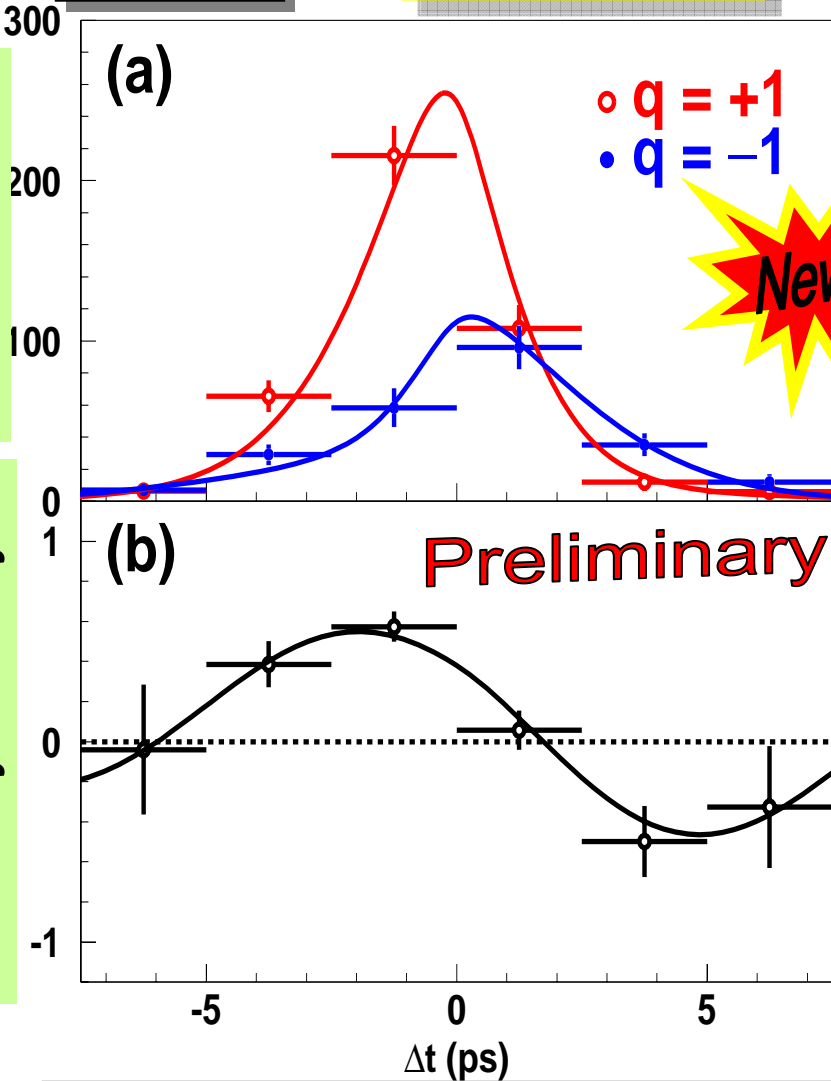 300
(a)
q = +1
q = −1
200
100
0
(b)
1
Preliminary
0
-1
-5 0 5
Δt (ps)